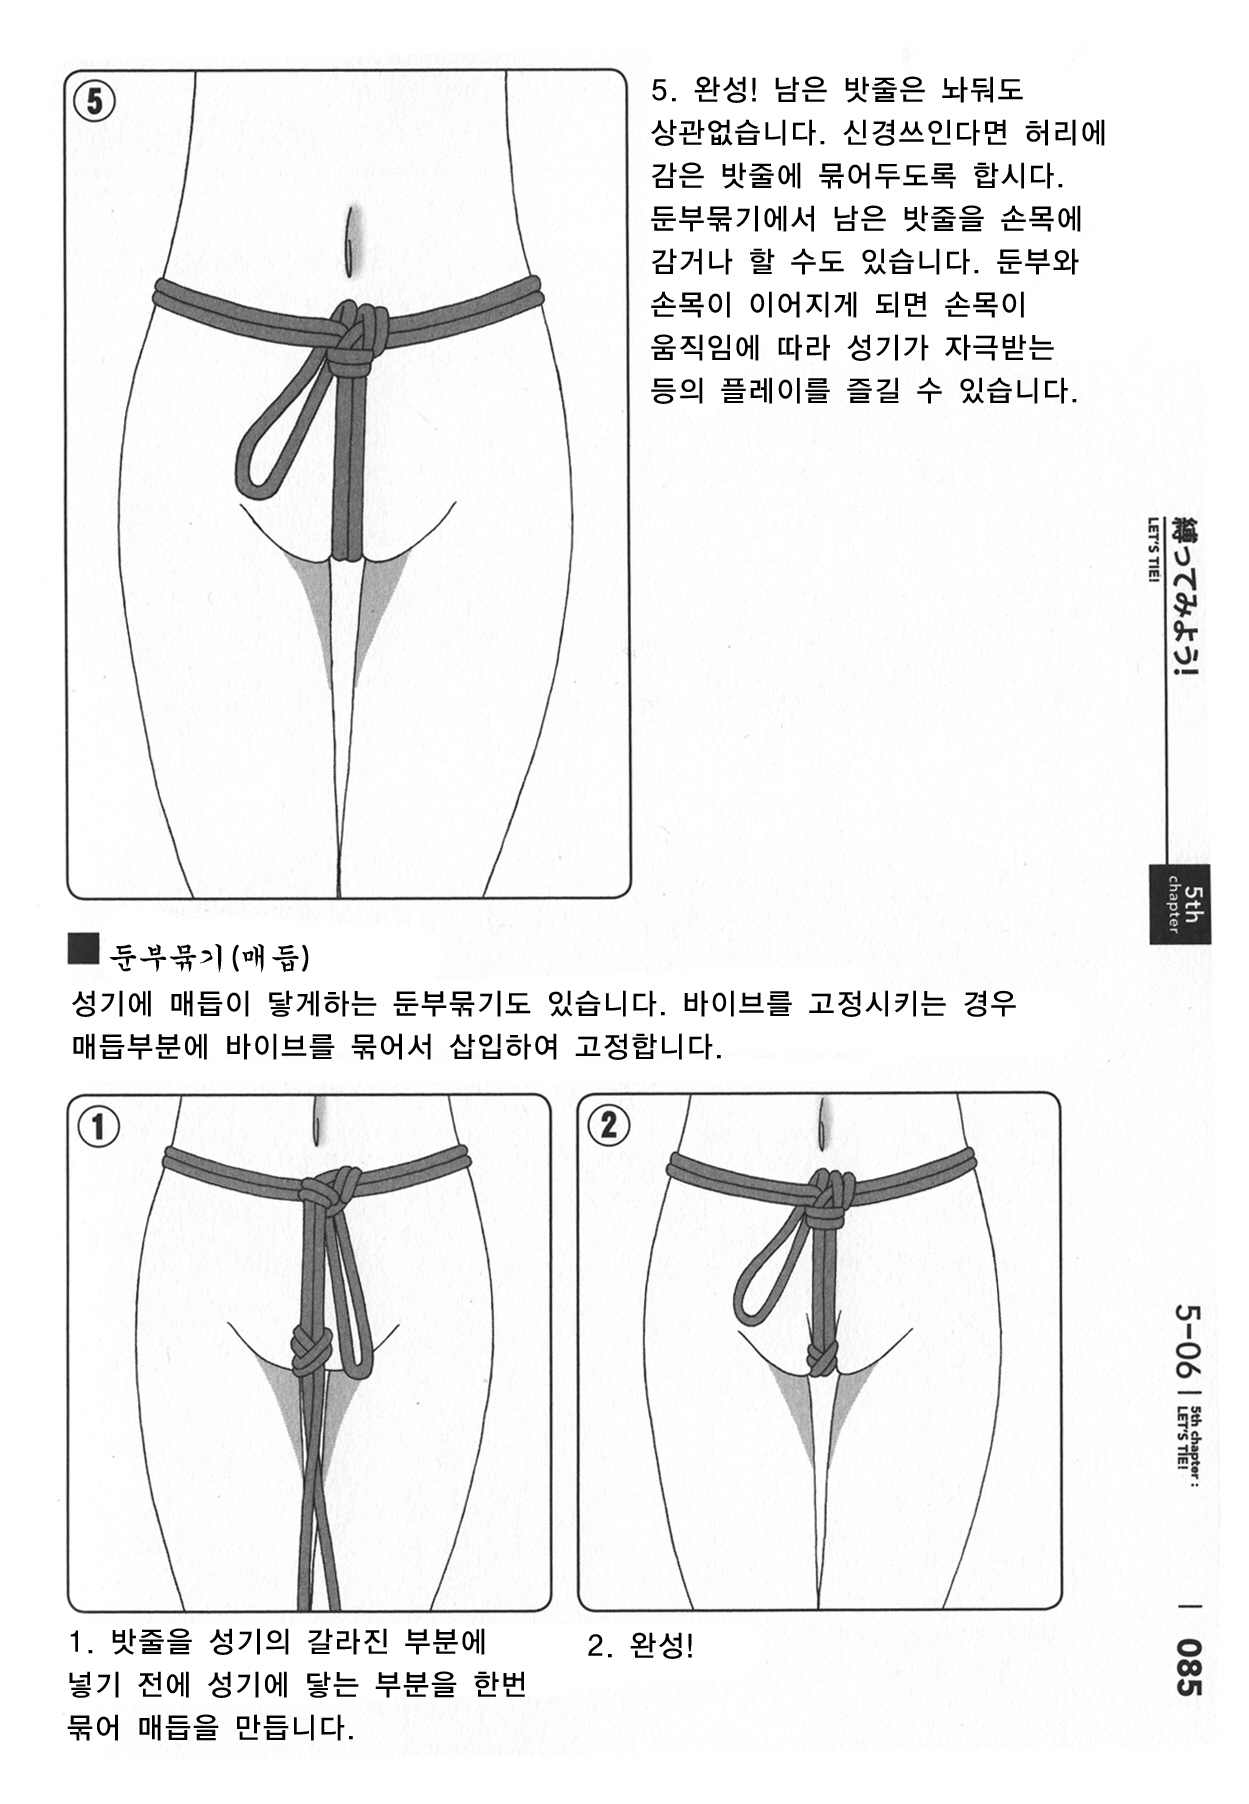 5
5. 완성! 남은 밧줄은 놔둬도
상관없습니다. 신경쓰인다면 허리에
감은 밧줄에 묶어두도록 합시다.
둔부묶기에서 남은 밧줄을 손목에
감거나 할 수도 있습니다. 둔부와
손목이 이어지게 되면 손목이
움직임에 따라 성기가 자극받는
등의 플레이를 즐길 수 있습니다.
縛ってみよう!
LET'S TIE!
5th
chapter
■ 둔부묶기(매듭)
성기에 매듭이 닿게하는 둔부묶기도 있습니다. 바이브를 고정시키는 경우
매듭부분에 바이브를 묶어서 삽입하여 고정합니다.
1
2
1. 밧줄을 성기의 갈라진 부분에
넣기 전에 성기에 닿는 부분을 한번
묶어 매듭을 만듭니다.
2. 완성!
5-06
5th chapter :
LET'S TIE!
085